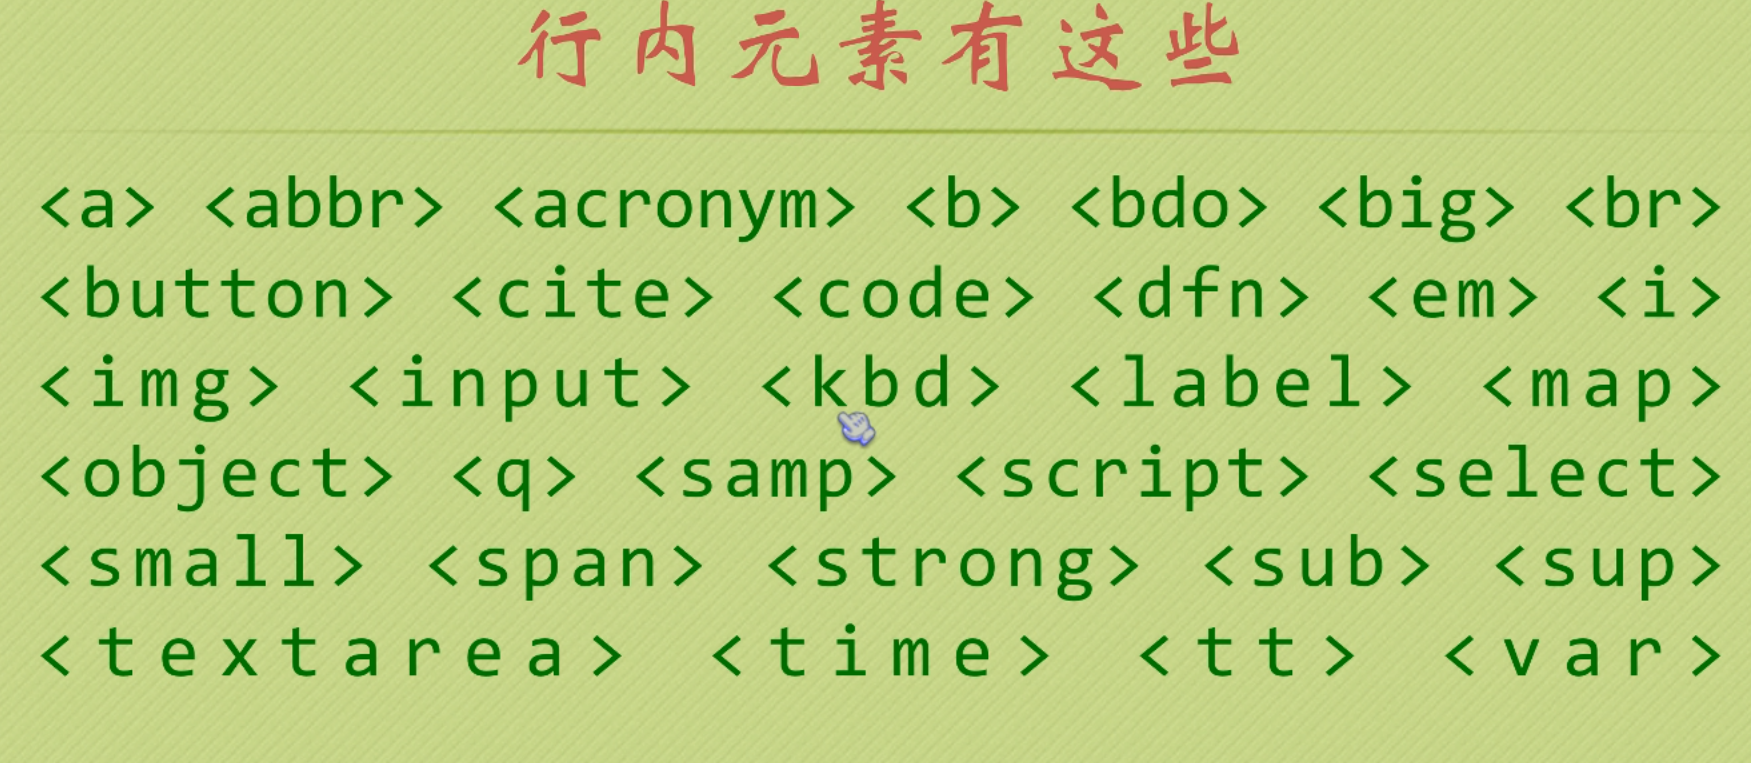 行内元素有这些
<a> <abbr> <acronym> <b> <bdo> <big> <br>
<button> <cite> <code> <dfn> <em> <i>
<img> <input> <kbd> <label> <map>
<object> <q> <samp> <script> <select>
<small> <span> <strong> <sub> <sup>
<textarea> <time> <tt> <var>